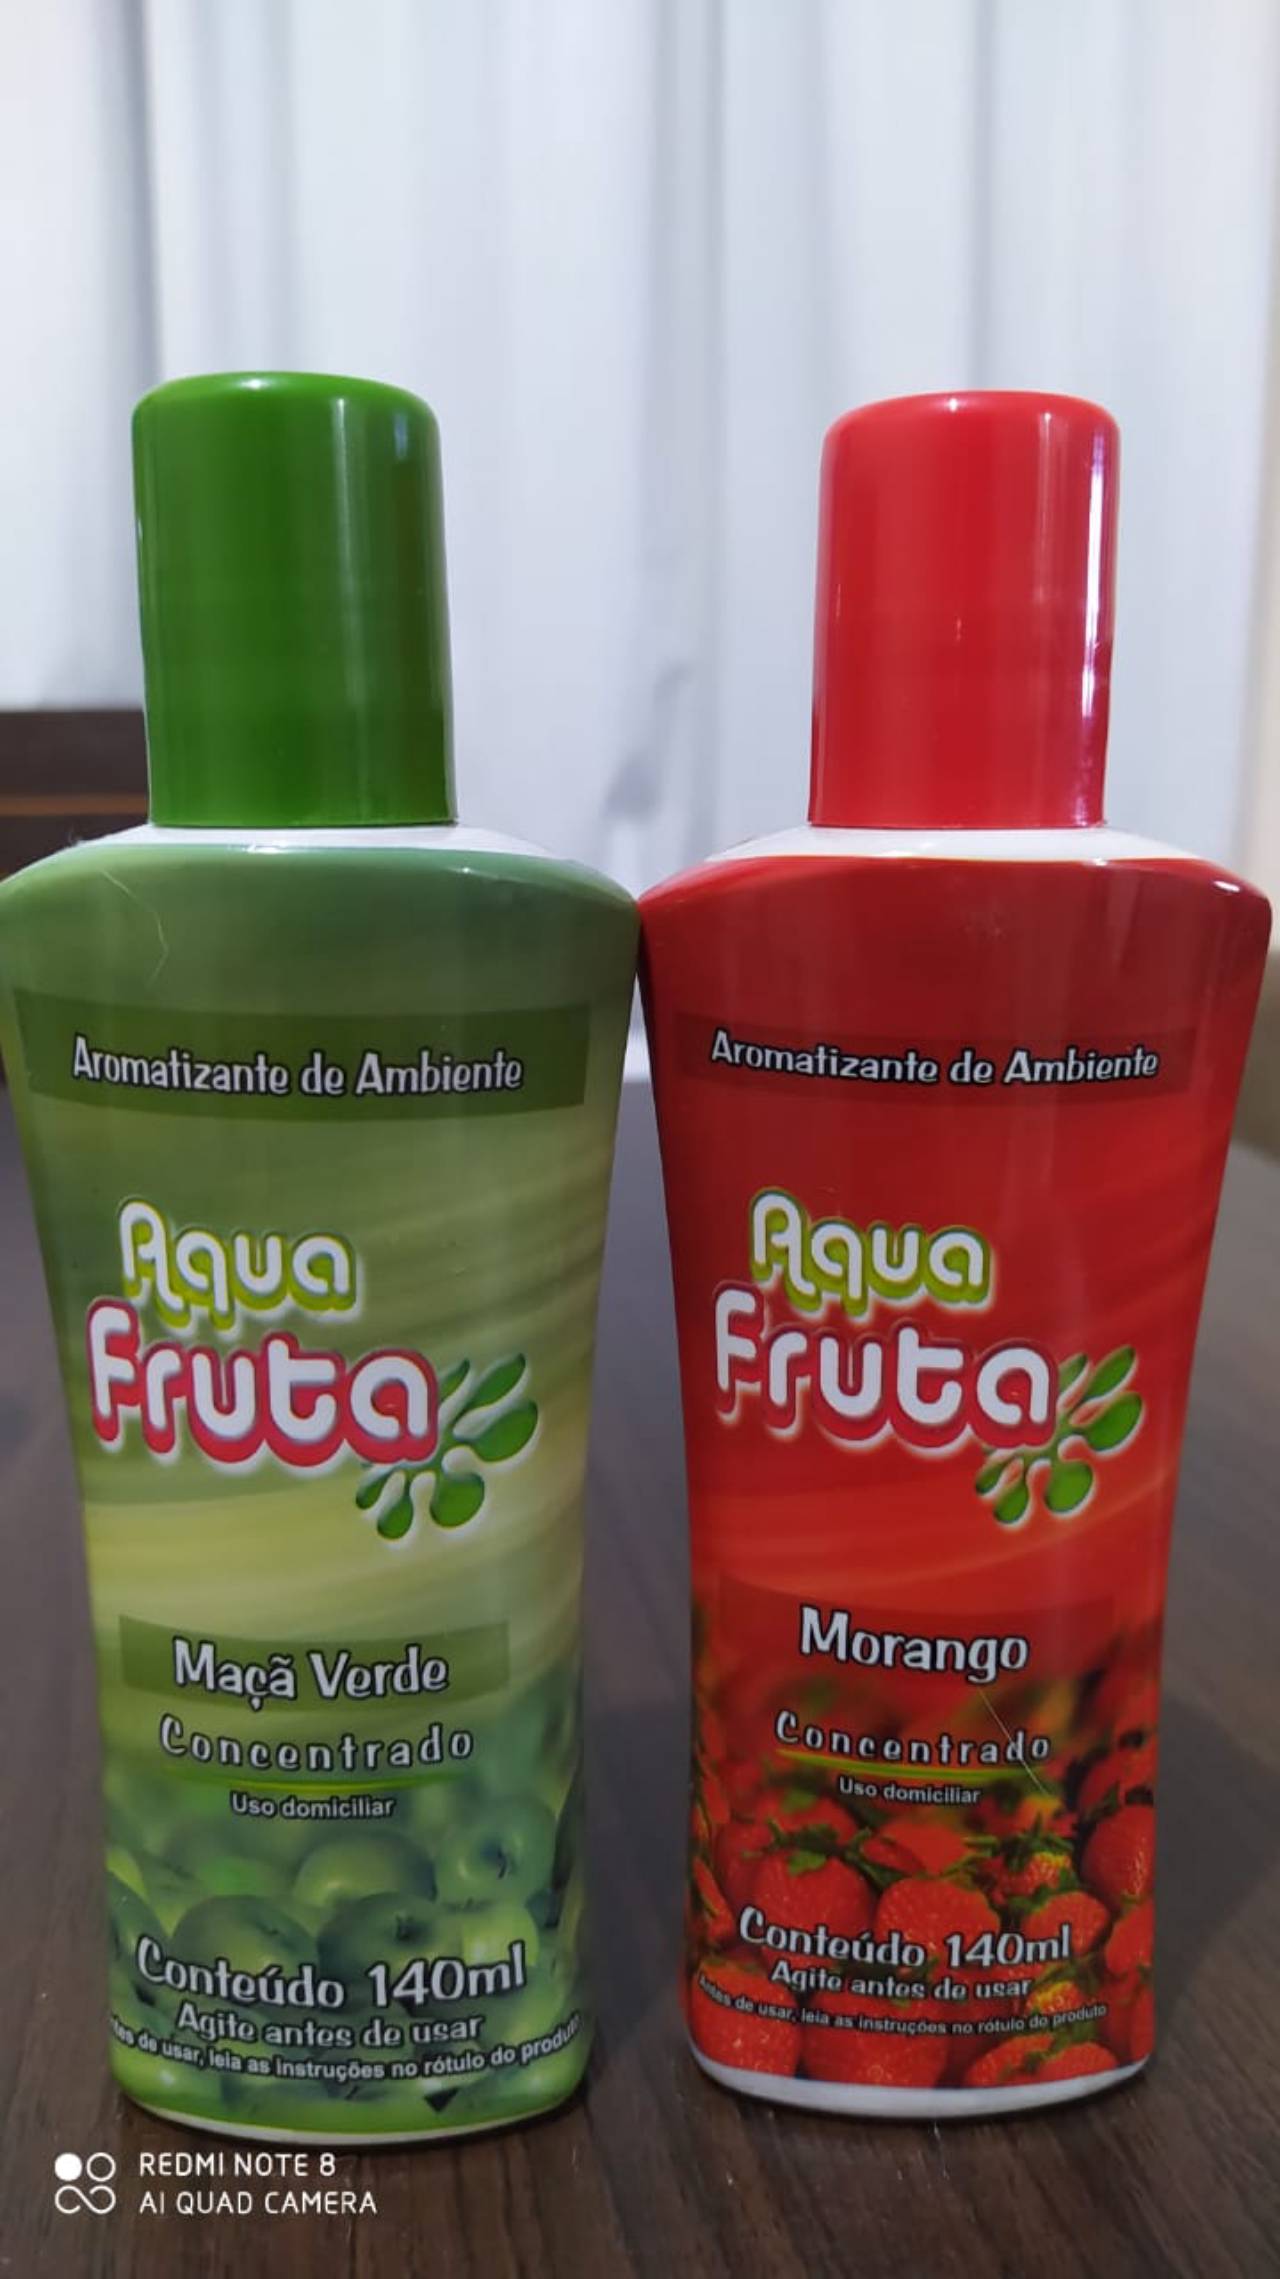 Aromatizante de Ambiente
Aqua
Fruta
Maçã Verde
Concentrado
Uso domiciliar
Conteúdo 140ml
Agite antes de usar
de usar, leia as instruções no rótulo do produto
Aromatizante de Ambiente
Aqua
Fruta
Morango
Concentrado
Uso domiciliar
Conteúdo 140ml
Agite antes de usar
Antes de usar, leia as instruções no rótulo do produto
REDMI NOTE 8
AI QUAD CAMERA